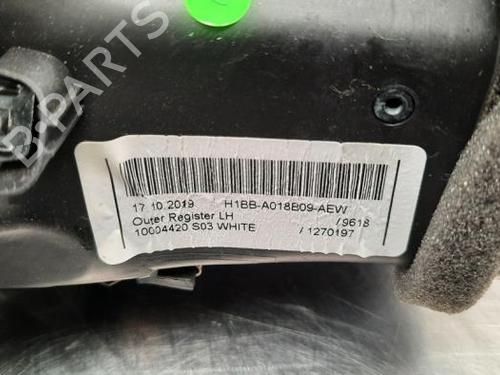 17.10.2019 H1BB-A018B09-AEW
Outer Register LH /9618
10004420 S03 WHITE /1270197
B-PARTS